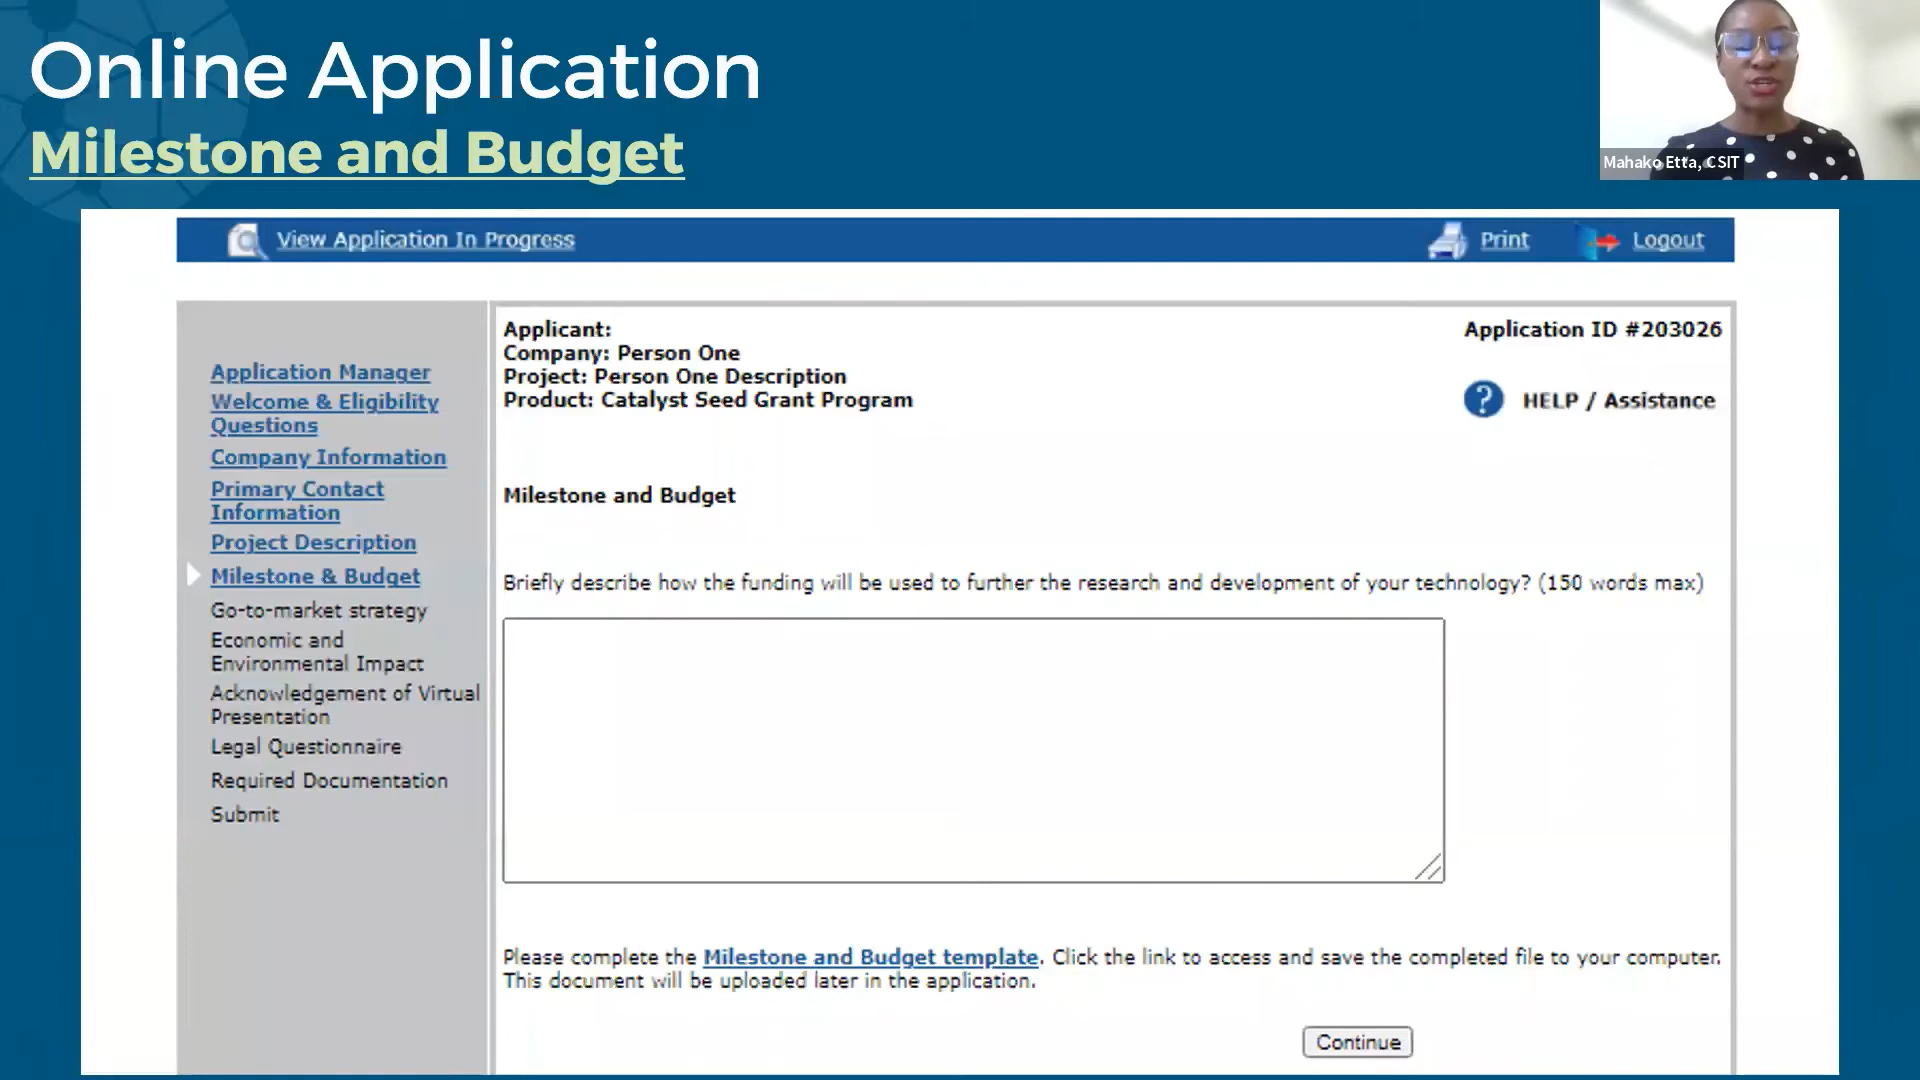 Online Application
Milestone and Budget
Mahako Etta, CSIT
View Application In Progress
Print
Logout
Application Manager
Welcome & Eligibility
Questions
Company Information
Primary Contact
Information
Project Description
Milestone & Budget
Go-to-market strategy
Economic and
Environmental Impact
Acknowledgement of Virtual
Presentation
Legal Questionnaire
Required Documentation
Submit
Applicant:
Company: Person One
Project: Person One Description
Product: Catalyst Seed Grant Program
Application ID #203026
? HELP / Assistance
Milestone and Budget
Briefly describe how the funding will be used to further the research and development of your technology? (150 words max)
Please complete the Milestone and Budget template. Click the link to access and save the completed file to your computer.
This document will be uploaded later in the application.
Continue